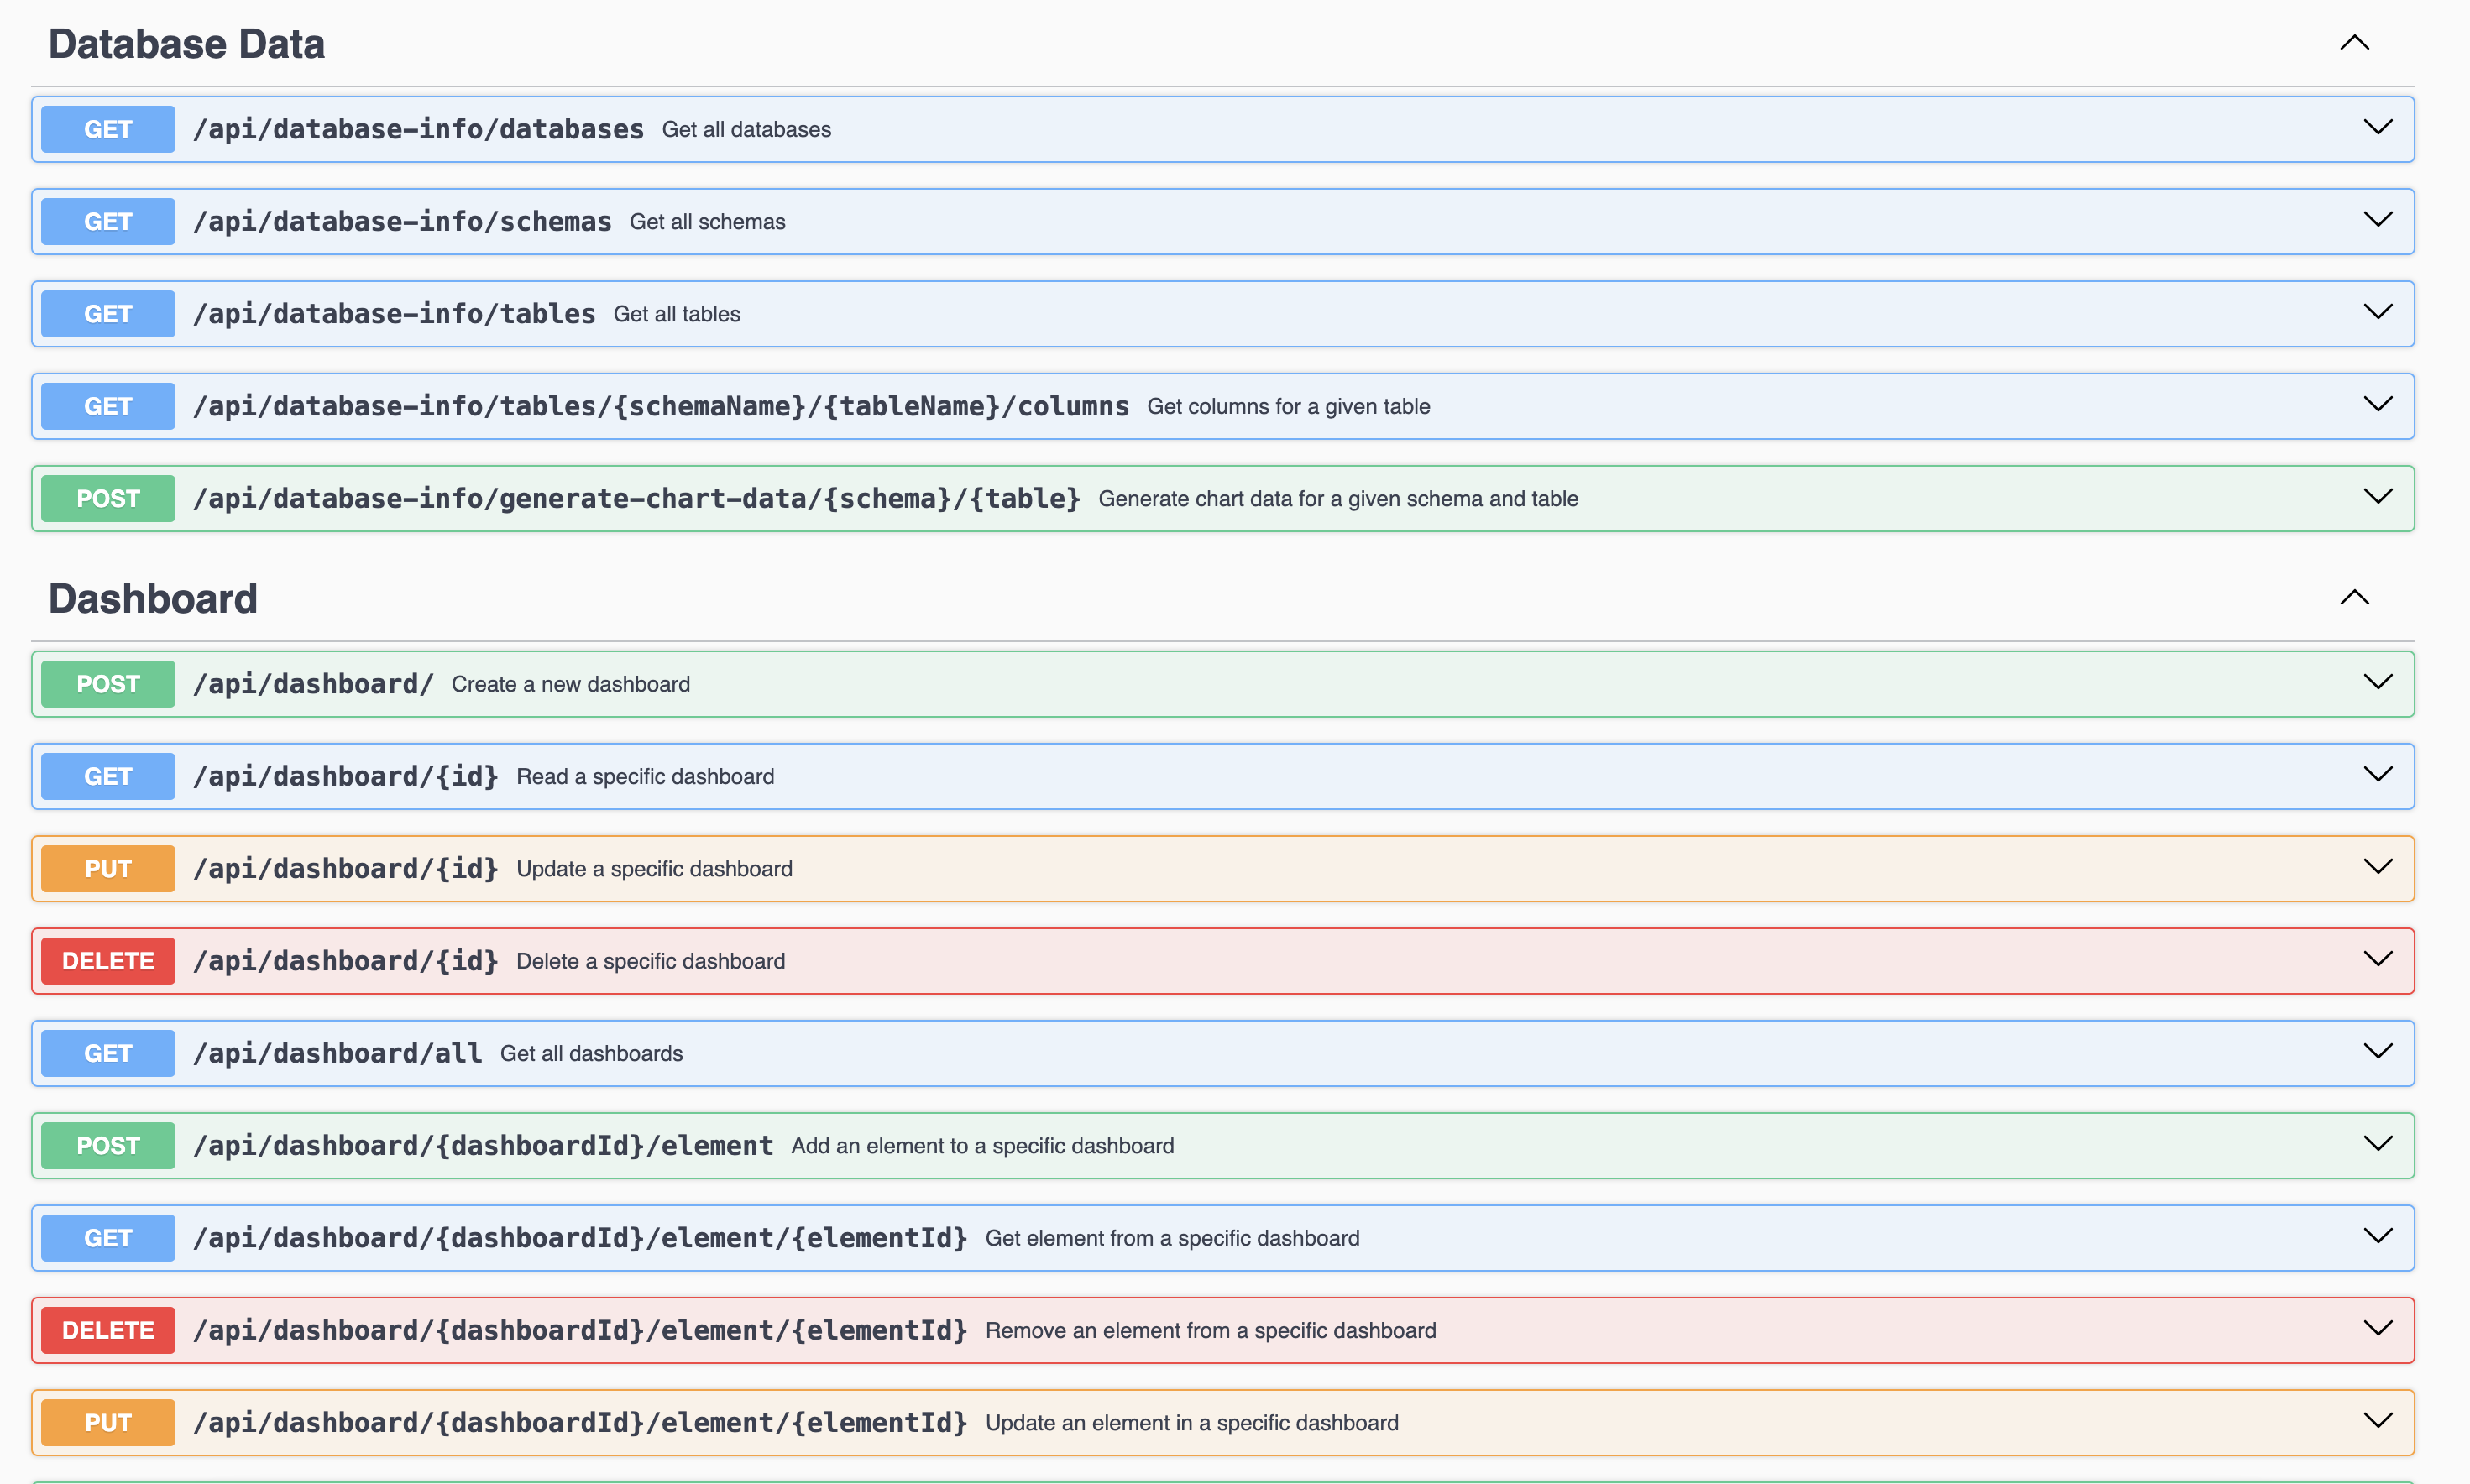 Database Data
GET /api/database-info/databases Get all databases
GET /api/database-info/schemas Get all schemas
GET /api/database-info/tables Get all tables
GET /api/database-info/tables/{schemaName}/{tableName}/columns Get columns for a given table
POST /api/database-info/generate-chart-data/{schema}/{table} Generate chart data for a given schema and table
Dashboard
POST /api/dashboard/ Create a new dashboard
GET /api/dashboard/{id} Read a specific dashboard
PUT /api/dashboard/{id} Update a specific dashboard
DELETE /api/dashboard/{id} Delete a specific dashboard
GET /api/dashboard/all Get all dashboards
POST /api/dashboard/{dashboardId}/element Add an element to a specific dashboard
GET /api/dashboard/{dashboardId}/element/{elementId} Get element from a specific dashboard
DELETE /api/dashboard/{dashboardId}/element/{elementId} Remove an element from a specific dashboard
PUT /api/dashboard/{dashboardId}/element/{elementId} Update an element in a specific dashboard